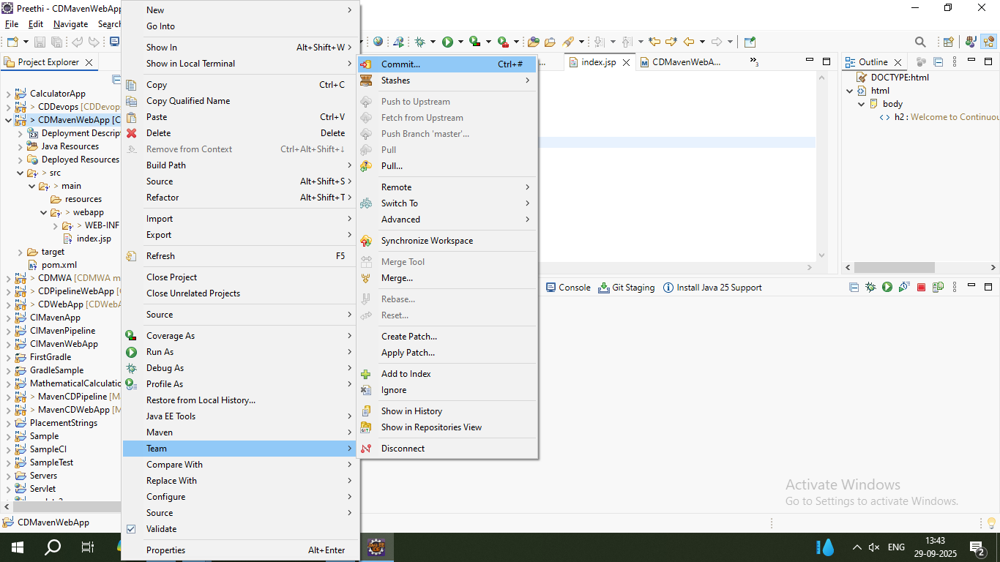 Preethi - CDMavenWebApp
File Edit Navigate Search
Project Explorer
CalculatorApp
> CDDevops [CDDevops
> CDMavenWebApp [C
Deployment Descrip
Java Resources
Deployed Resources
> src
> main
resources
> webapp
> WEB-INF
index.jsp
target
pom.xml
> CDMWA [CDMWA m
> CDPipelineWebApp [C
> CDWebApp [CDWebA
CIMavenApp
CIMavenPipeline
CIMavenWebApp
FirstGradle
GradleSample
MathematicalCalculatio
> MavenCDPipeline [M
> MavenCDWebApp [M
PlacementStrings
Sample
SampleCI
SampleTest
Servers
Servlet
CDMavenWebApp
New
Go Into
Show In Alt+Shift+W >
Show in Local Terminal
Copy Ctrl+C
Copy Qualified Name
Paste Ctrl+V
Delete Delete
Remove from Context Ctrl+Alt+Shift+↓
Build Path
Source Alt+Shift+S >
Refactor Alt+Shift+T >
Import
Export
Refresh F5
Close Project
Close Unrelated Projects
Source
Coverage As
Run As
Debug As
Profile As
Restore from Local History...
Java EE Tools
Maven
Team
Compare With
Replace With
Configure
Source
Validate
Properties Alt+Enter
Commit... Ctrl+#
Stashes
Push to Upstream
Fetch from Upstream
Push Branch 'master'...
Pull
Pull...
Remote
Switch To
Advanced
Synchronize Workspace
Merge Tool
Merge...
Rebase...
Reset...
Create Patch...
Apply Patch...
Add to Index
Ignore
Show in History
Show in Repositories View
Disconnect
... index.jsp CDMavenWebA... »3
Outline
DOCTYPE:html
html
body
h2 : Welcome to Continuou
Console Git Staging Install Java 25 Support
Activate Windows
Go to Settings to activate Windows.
ENG
13:43
29-09-2025
2